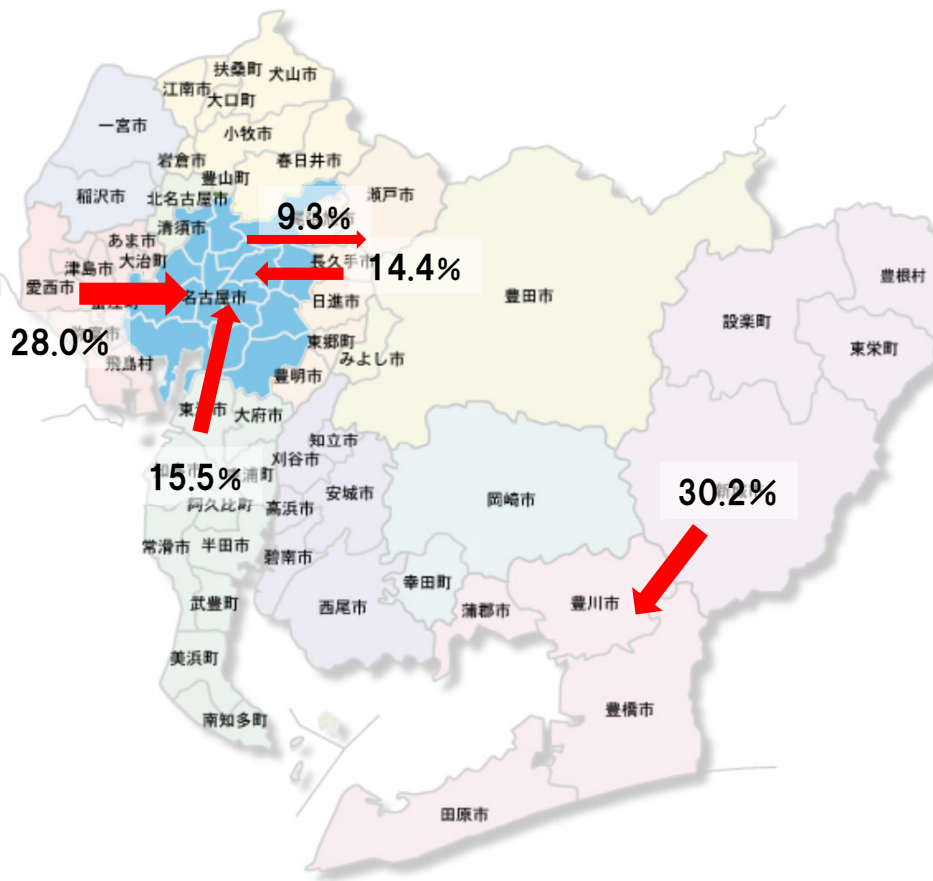 扶桑町
犬山市
江南市
大口町
一宮市
小牧市
岩倉市
春日井市
豊山町
瀬戸市
稲沢市
北名古屋市
9.3%
清須市
あま市
津島市
大治町
長久手市
14.4%
愛西市
名古屋市
日進市
豊田市
豊根村
設楽町
東栄町
28.0%
東郷町
みよし市
飛島村
豊明市
大府市
知立市
刈谷市
15.5%
安城市
30.2%
岡崎市
阿久比町
高浜市
常滑市
半田市
碧南市
幸田町
武豊町
西尾市
蒲郡市
豊川市
美浜町
南知多町
豊橋市
田原市